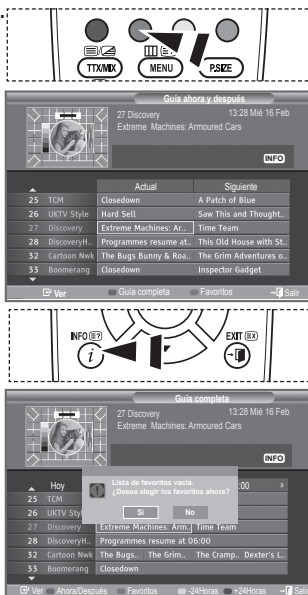 TTX/MIX MENU P.SIZE
Guía ahora y después
27 Discovery 13:28 Mié 16 Feb
Extreme Machines: Armoured Cars
INFO
Actual Siguiente
25 TCM Closedown A Patch of Blue
26 UKTV Style Hard Sell Saw This and Thought..
27 Discovery Extreme Machines: Ar.. Time Team
28 DiscoveryH.. Programmes resume at.. This Old House with St..
32 Cartoon Nwk The Bugs Bunny & Roa.. The Grim Adventures o..
33 Boomerang Closedown Inspector Gadget
Ver Guía completa Favoritos Salir
INFO EXIT
i
Guía completa
27 Discovery 13:28 Mié 16 Feb
Extreme Machines: Armoured Cars
INFO
Hoy :00
Lista de favoritos vacía.
¿Desea elegir los favoritos ahora?
Sí No
25 TCM
26 UKTV Styl
27 Discovery Extreme Machines: Arm.. Time Team
28 DiscoveryH.. Programmes resume at 06:00
32 Cartoon Nwk The Bugs.. The Grim.. The Cramp.. Dexter's L..
33 Boomerang Closedown
Ver Ahora/Después Favoritos -24Horas +24Horas Salir